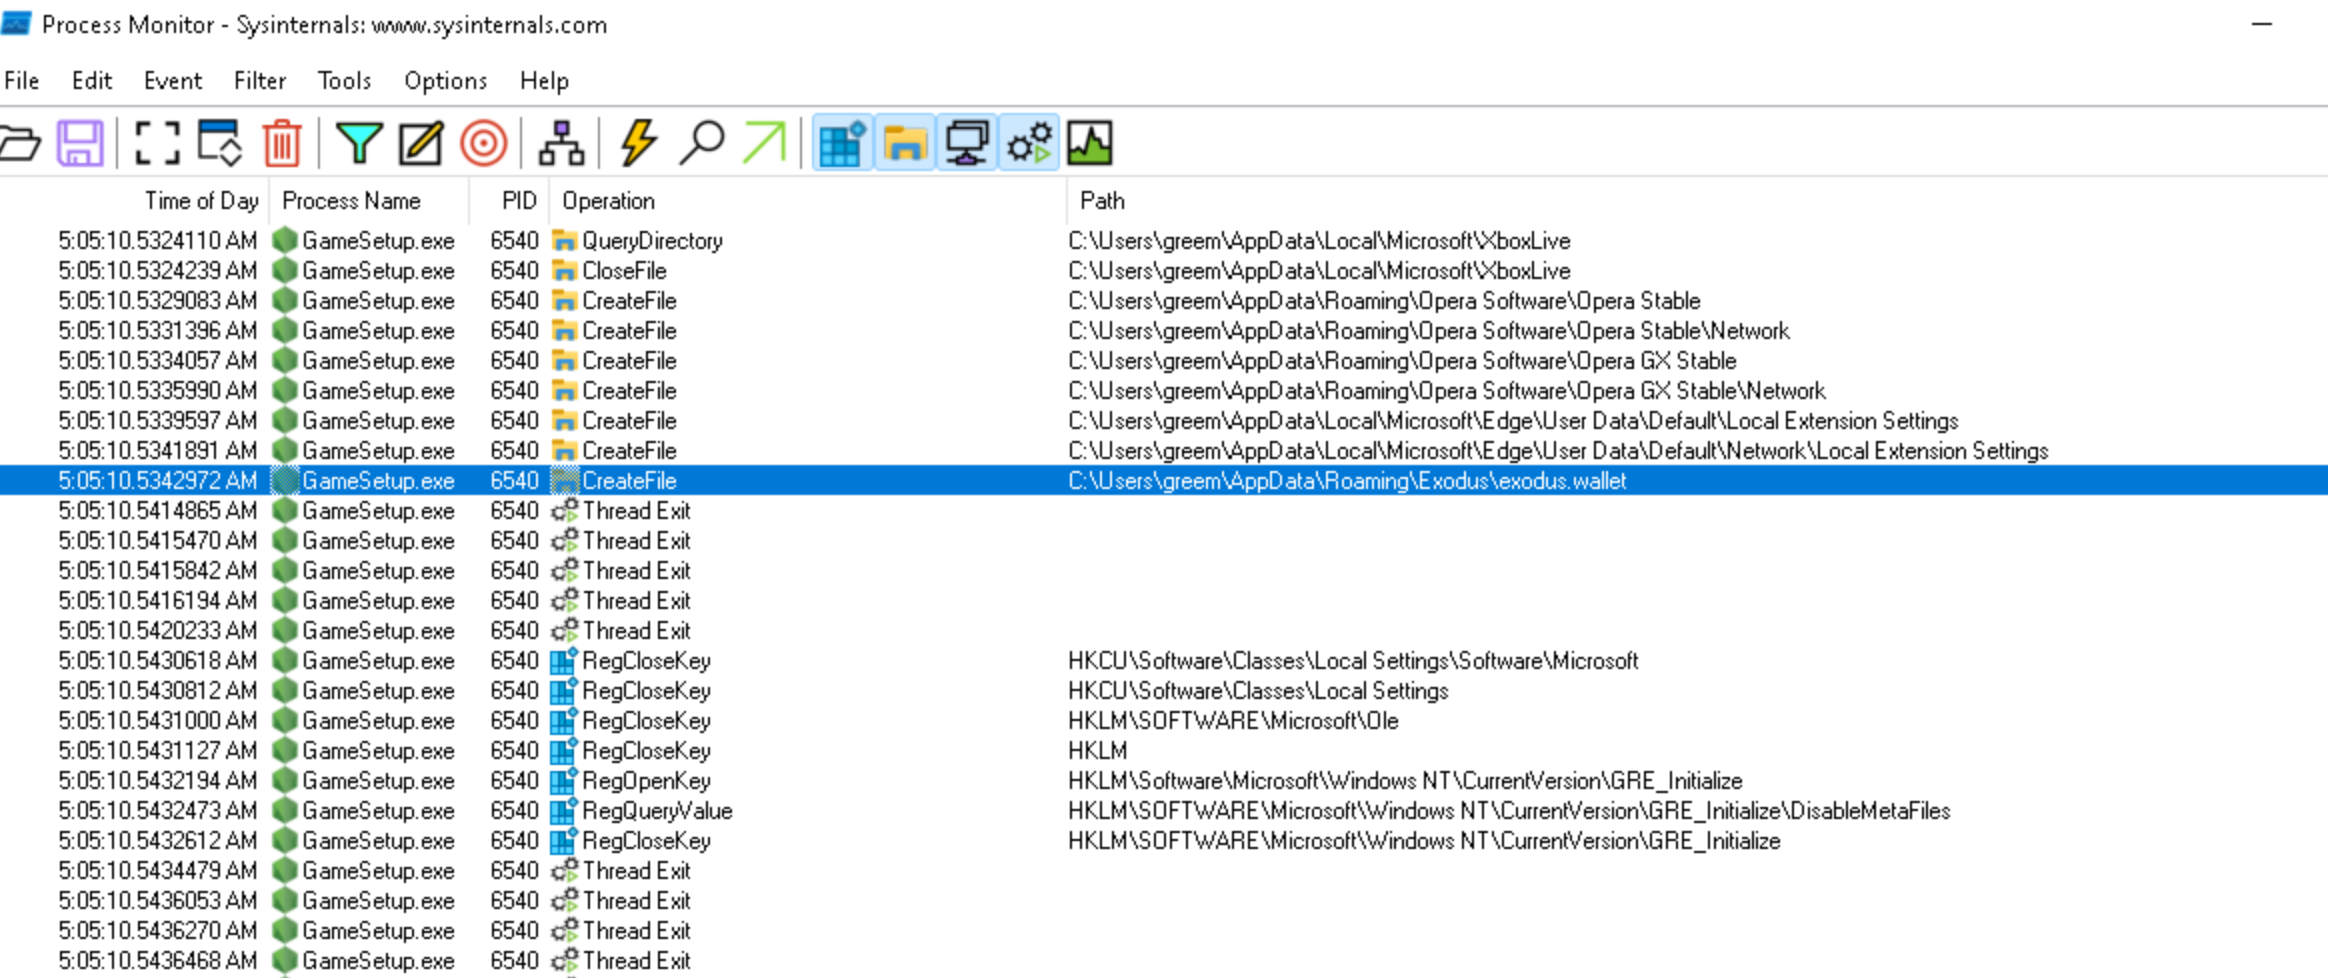 Process Monitor - Sysinternals: www.sysinternals.com
File Edit Event Filter Tools Options Help
Time of Day Process Name PID Operation Path
5:05:10.5324110 AM GameSetup.exe 6540 QueryDirectory C:\Users\greem\AppData\Local\Microsoft\XboxLive
5:05:10.5324239 AM GameSetup.exe 6540 CloseFile C:\Users\greem\AppData\Local\Microsoft\XboxLive
5:05:10.5329083 AM GameSetup.exe 6540 CreateFile C:\Users\greem\AppData\Roaming\Opera Software\Opera Stable
5:05:10.5331396 AM GameSetup.exe 6540 CreateFile C:\Users\greem\AppData\Roaming\Opera Software\Opera Stable\Network
5:05:10.5334057 AM GameSetup.exe 6540 CreateFile C:\Users\greem\AppData\Roaming\Opera Software\Opera GX Stable
5:05:10.5335990 AM GameSetup.exe 6540 CreateFile C:\Users\greem\AppData\Roaming\Opera Software\Opera GX Stable\Network
5:05:10.5339597 AM GameSetup.exe 6540 CreateFile C:\Users\greem\AppData\Local\Microsoft\Edge\User Data\Default\Local Extension Settings
5:05:10.5341891 AM GameSetup.exe 6540 CreateFile C:\Users\greem\AppData\Local\Microsoft\Edge\User Data\Default\Network\Local Extension Settings
5:05:10.5342972 AM GameSetup.exe 6540 CreateFile C:\Users\greem\AppData\Roaming\Exodus\exodus.wallet
5:05:10.5414865 AM GameSetup.exe 6540 Thread Exit
5:05:10.5415470 AM GameSetup.exe 6540 Thread Exit
5:05:10.5415842 AM GameSetup.exe 6540 Thread Exit
5:05:10.5416194 AM GameSetup.exe 6540 Thread Exit
5:05:10.5420233 AM GameSetup.exe 6540 Thread Exit
5:05:10.5430618 AM GameSetup.exe 6540 RegCloseKey HKCU\Software\Classes\Local Settings\Software\Microsoft
5:05:10.5430812 AM GameSetup.exe 6540 RegCloseKey HKCU\Software\Classes\Local Settings
5:05:10.5431000 AM GameSetup.exe 6540 RegCloseKey HKLM\SOFTWARE\Microsoft\Ole
5:05:10.5431127 AM GameSetup.exe 6540 RegCloseKey HKLM
5:05:10.5432194 AM GameSetup.exe 6540 RegOpenKey HKLM\Software\Microsoft\Windows NT\CurrentVersion\GRE_Initialize
5:05:10.5432473 AM GameSetup.exe 6540 RegQueryValue HKLM\SOFTWARE\Microsoft\Windows NT\CurrentVersion\GRE_Initialize\DisableMetaFiles
5:05:10.5432612 AM GameSetup.exe 6540 RegCloseKey HKLM\SOFTWARE\Microsoft\Windows NT\CurrentVersion\GRE_Initialize
5:05:10.5434479 AM GameSetup.exe 6540 Thread Exit
5:05:10.5436053 AM GameSetup.exe 6540 Thread Exit
5:05:10.5436270 AM GameSetup.exe 6540 Thread Exit
5:05:10.5436468 AM GameSetup.exe 6540 Thread Exit